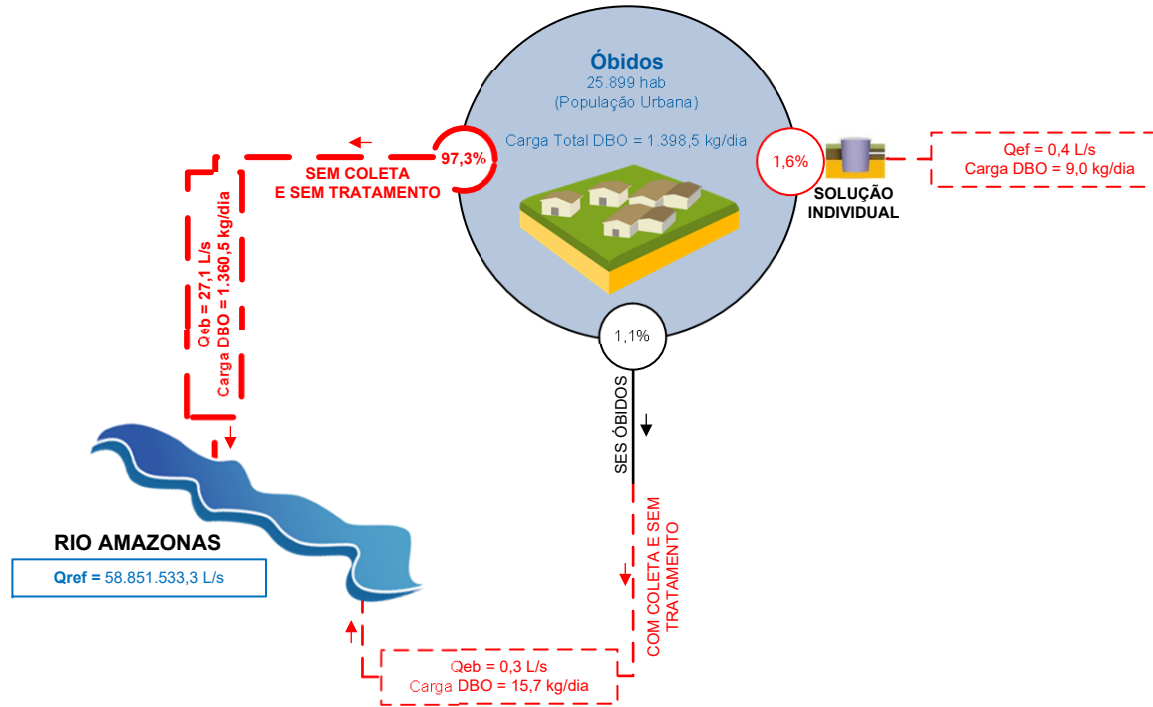 Óbidos
25.899 hab
(População Urbana)
Carga Total DBO = 1.398,5 kg/dia
97,3%
SEM COLETA
E SEM TRATAMENTO
1,6%
SOLUÇÃO
INDIVIDUAL
Qef = 0,4 L/s
Carga DBO = 9,0 kg/dia
Qeb = 27,1 L/s
Carga DBO = 1.360,5 kg/dia
1,1%
SES ÓBIDOS
COM COLETA E SEM
TRATAMENTO
RIO AMAZONAS
Qref = 58.851.533,3 L/s
Qeb = 0,3 L/s
Carga DBO = 15,7 kg/dia